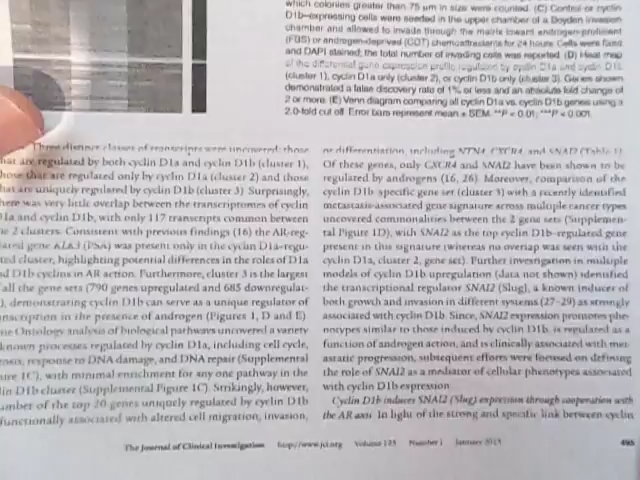 which colonies greater than 75 μm in size were counted. (C) Control or cyclin
D1b–expressing cells were seeded in the upper chamber of a Boyden invasion
chamber and allowed to invade through the matrix toward androgen-proficient
(FBS) or androgen-deprived (CDT) chemoattractants for 24 hours. Cells were fixed
and DAPI stained; the total number of invading cells was reported. (D) Heat map
of the differential gene expression profile regulated by cyclin D1a and cyclin D1b
(cluster 1), cyclin D1a only (cluster 2), or cyclin D1b only (cluster 3). Genes shown
demonstrated a false discovery rate of 1% or less and an absolute fold change of
2 or more. (E) Venn diagram comparing all cyclin D1a vs. cyclin D1b genes using a
2.0-fold cut off. Error bars represent mean ± SEM. **P < 0.01; ***P < 0.001.
Three distinct classes of transcripts were uncovered: those
hat are regulated by both cyclin D1a and cyclin D1b (cluster 1),
hose that are regulated only by cyclin D1a (cluster 2) and those
hat are uniquely regulated by cyclin D1b (cluster 3). Surprisingly,
here was very little overlap between the transcriptomes of cyclin
1a and cyclin D1b, with only 117 transcripts common between
e 2 clusters. Consistent with previous findings (16) the AR-reg-
lated gene KLK3 (PSA) was present only in the cyclin D1a–regu-
ted cluster, highlighting potential differences in the roles of D1a
d D1b cyclins in AR action. Furthermore, cluster 3 is the largest
all the gene sets (790 genes upregulated and 685 downregulat-
), demonstrating cyclin D1b can serve as a unique regulator of
nscription in the presence of androgen (Figures 1, D and E).
ne Ontology analysis of biological pathways uncovered a variety
known processes regulated by cyclin D1a, including cell cycle,
response to DNA damage, and DNA repair (Supplemental
ure 1C), with minimal enrichment for any one pathway in the
lin D1b cluster (Supplemental Figure 1C). Strikingly, however,
umber of the top 20 genes uniquely regulated by cyclin D1b
functionally associated with altered cell migration, invasion,
or differentiation, including NTN4, CXCR4, and SNAI2 (Table 1).
Of these genes, only CXCR4 and SNAI2 have been shown to be
regulated by androgens (16, 26). Moreover, comparison of the
cyclin D1b specific gene set (cluster 3) with a recently identified
metastasis-associated gene signature across multiple cancer types
uncovered commonalities between the 2 gene sets (Supplemen-
tal Figure 1D), with SNAI2 as the top cyclin D1b–regulated gene
present in this signature (whereas no overlap was seen with the
cyclin D1a, cluster 2, gene set). Further investigation in multiple
models of cyclin D1b upregulation (data not shown) identified
the transcriptional regulator SNAI2 (Slug), a known inducer of
both growth and invasion in different systems (27–29) as strongly
associated with cyclin D1b. Since, SNAI2 expression promotes phe-
notypes similar to those induced by cyclin D1b, is regulated as a
function of androgen action, and is clinically associated with met-
astatic progression, subsequent efforts were focused on defining
the role of SNAI2 as a mediator of cellular phenotypes associated
with cyclin D1b expression.
Cyclin D1b induces SNAI2 (Slug) expression through cooperation with
the AR axis. In light of the strong and specific link between cyclin
The Journal of Clinical Investigation http://www.jci.org Volume 123 Number 1 January 2013 495